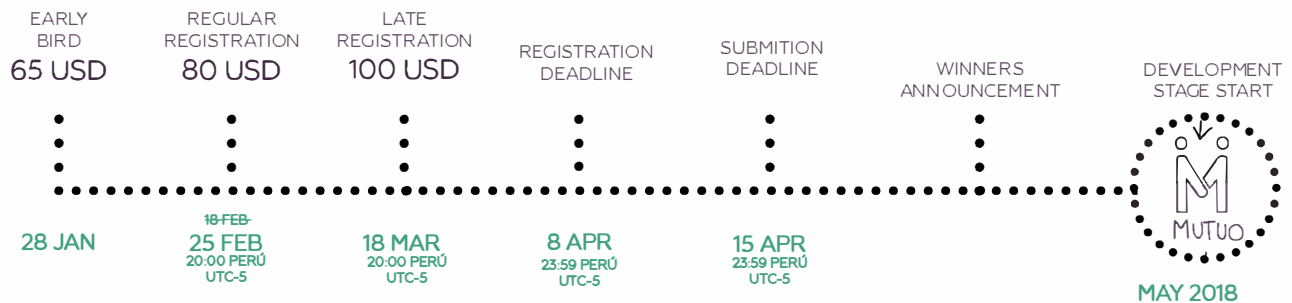 EARLY
BIRD
65 USD
REGULAR
REGISTRATION
80 USD
LATE
REGISTRATION
100 USD
REGISTRATION
DEADLINE
SUBMITION
DEADLINE
WINNERS
ANNOUNCEMENT
DEVELOPMENT
STAGE START
MUTUO
28 JAN
18 FEB
25 FEB
20:00 PERÚ
UTC-5
18 MAR
20:00 PERÚ
UTC-5
8 APR
23:59 PERÚ
UTC-5
15 APR
23:59 PERÚ
UTC-5
MAY 2018